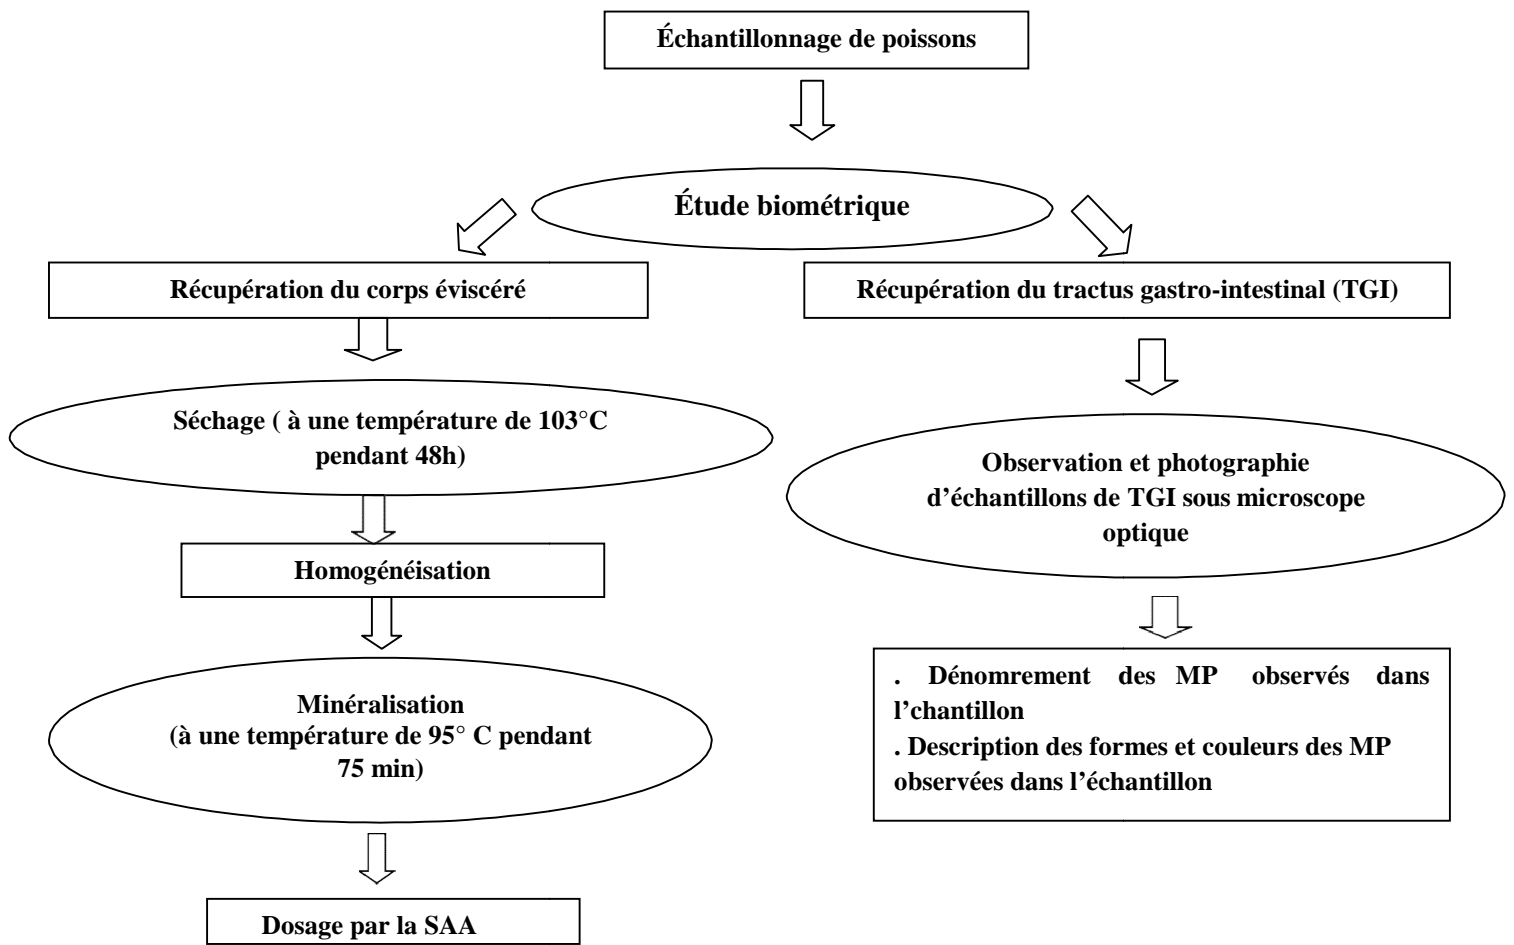 Échantillonnage de poissons
Étude biométrique
Récupération du corps éviscéré
Récupération du tractus gastro-intestinal (TGI)
Séchage ( à une température de 103°C
pendant 48h)
Observation et photographie
d’échantillons de TGI sous microscope
optique
Homogénéisation
Minéralisation
(à une température de 95° C pendant
75 min)
. Dénomrement des MP observés dans
l’chantillon
. Description des formes et couleurs des MP
observées dans l’échantillon
Dosage par la SAA